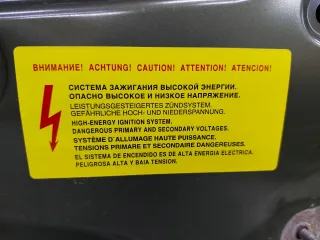 ВНИМАНИЕ! ACHTUNG! CAUTION! ATTENTION! ATENCION!
СИСТЕМА ЗАЖИГАНИЯ ВЫСОКОЙ ЭНЕРГИИ.
ОПАСНО ВЫСОКОЕ И НИЗКОЕ НАПРЯЖЕНИЕ.
LEISTUNGSGESTEIGERTES ZÜNDSYSTEM.
GEFÄHRLICHE HOCH- UND NIEDERSPANNUNG.
HIGH-ENERGY IGNITION SYSTEM.
DANGEROUS PRIMARY AND SECONDARY VOLTAGES.
SYSTÈME D'ALLUMAGE HAUTE PUISSANCE.
TENSIONS PRIMARE ET SECONDAIRE DANGEREUSES.
EL SISTEMA DE ENCENDIDO ES DE ALTA ENERGIA ELECTRICA.
PELIGROSA ALTA Y BAIA TENSION.